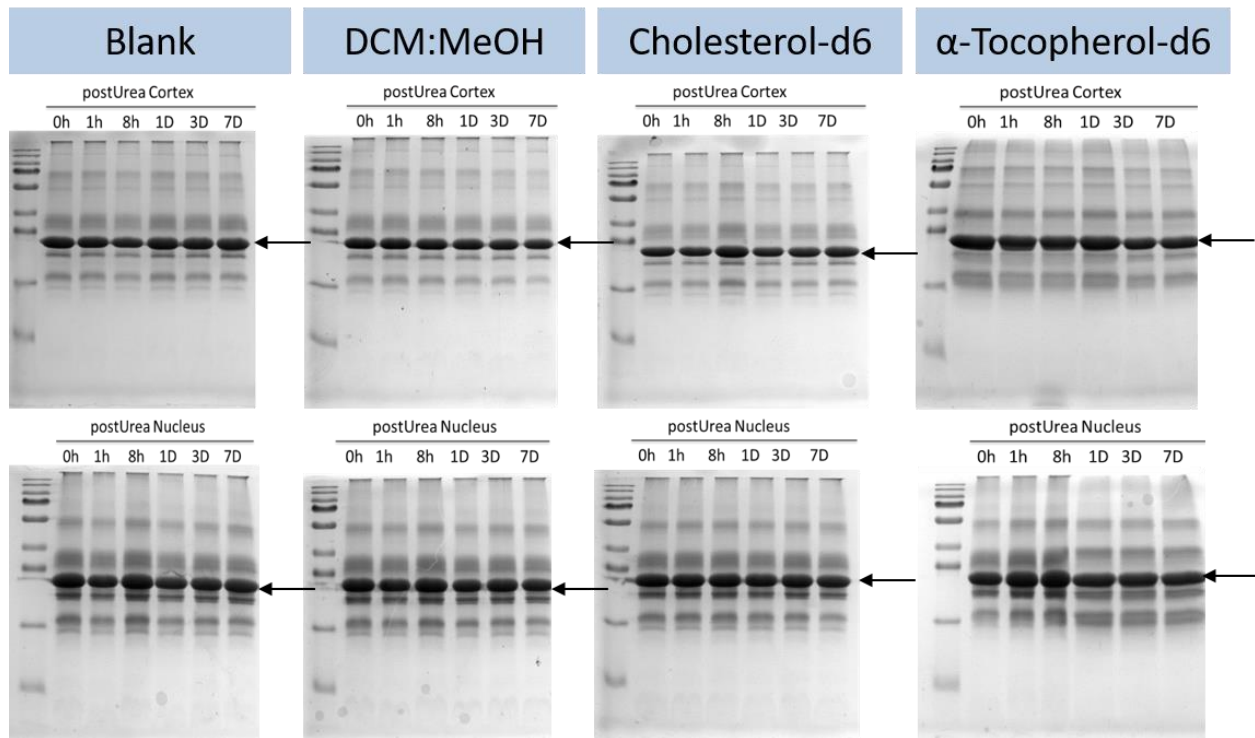 Blank DCM:MeOH Cholesterol-d6 α-Tocopherol-d6
postUrea Cortex postUrea Cortex postUrea Cortex postUrea Cortex
0h 1h 8h 1D 3D 7D 0h 1h 8h 1D 3D 7D 0h 1h 8h 1D 3D 7D 0h 1h 8h 1D 3D 7D
postUrea Nucleus postUrea Nucleus postUrea Nucleus postUrea Nucleus
0h 1h 8h 1D 3D 7D 0h 1h 8h 1D 3D 7D 0h 1h 8h 1D 3D 7D 0h 1h 8h 1D 3D 7D